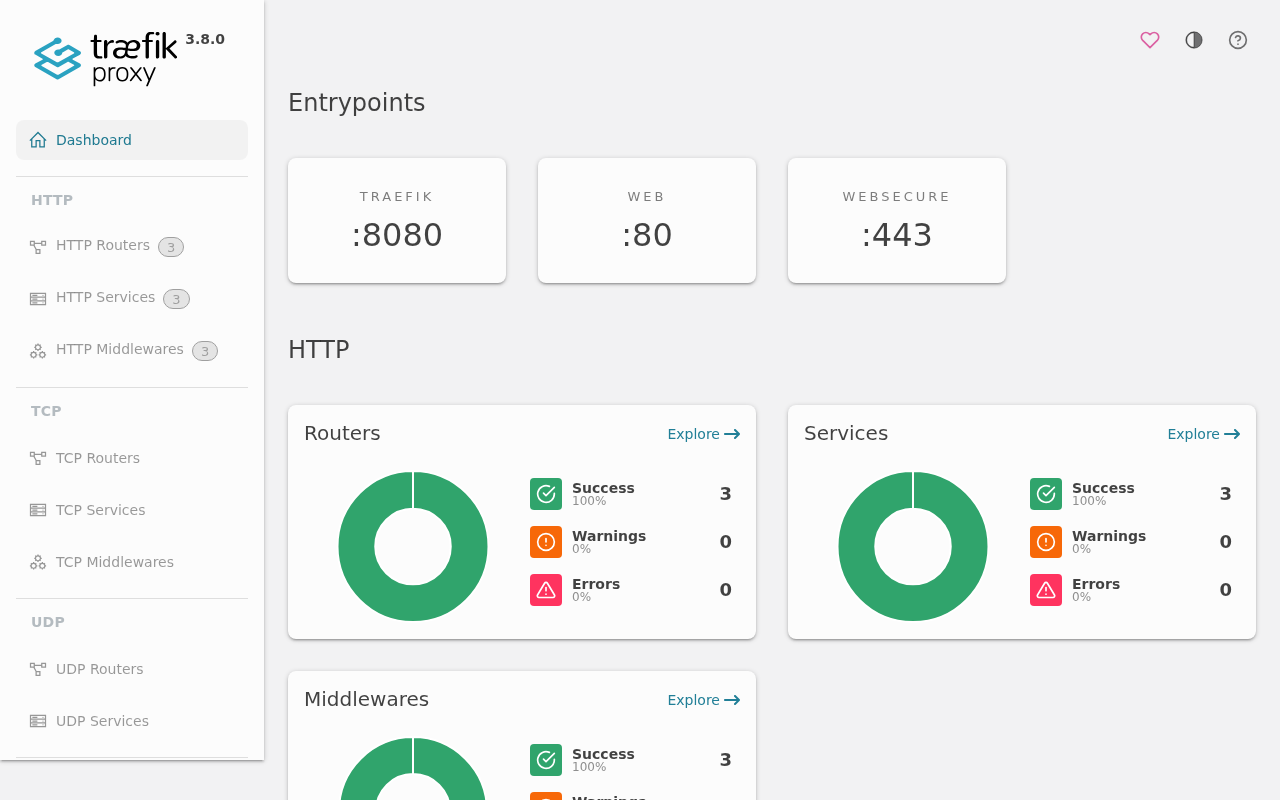 træfik 3.8.0
proxy
Dashboard
HTTP
HTTP Routers 3
HTTP Services 3
HTTP Middlewares 3
TCP
TCP Routers
TCP Services
TCP Middlewares
UDP
UDP Routers
UDP Services
Entrypoints
TRAEFIK
:8080
WEB
:80
WEBSECURE
:443
HTTP
Routers Explore
Success 3
100%
Warnings 0
0%
Errors 0
0%
Services Explore
Success 3
100%
Warnings 0
0%
Errors 0
0%
Middlewares Explore
Success 3
100%
Warnings